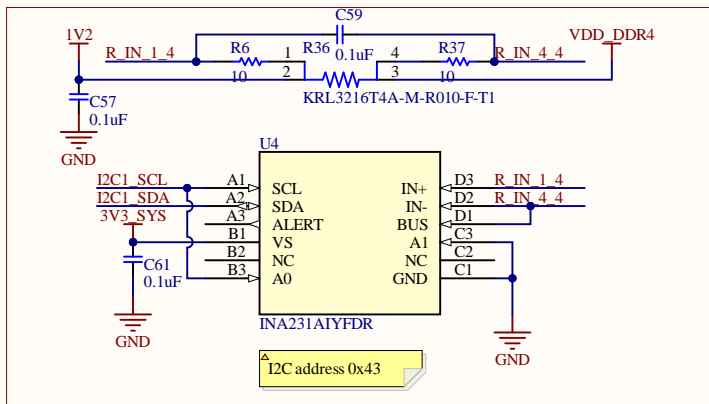 C59
1V2
VDD_DDR4
R_IN_1_4
R6
1
R36
0.1uF
4
R37
R_IN_4_4
10
2
3
10
KRL3216T4A-M-R010-F-T1
C57
0.1uF
GND
U4
I2C1_SCL
A1
SCL
IN+
D3
R_IN_1_4
I2C1_SDA
A2
SDA
IN-
D2
R_IN_4_4
3V3_SYS
A3
ALERT
BUS
D1
B1
VS
A1
C3
B2
NC
NC
C2
C61
0.1uF
B3
A0
GND
C1
INA231AIYFDR
GND
GND
I2C address 0x43